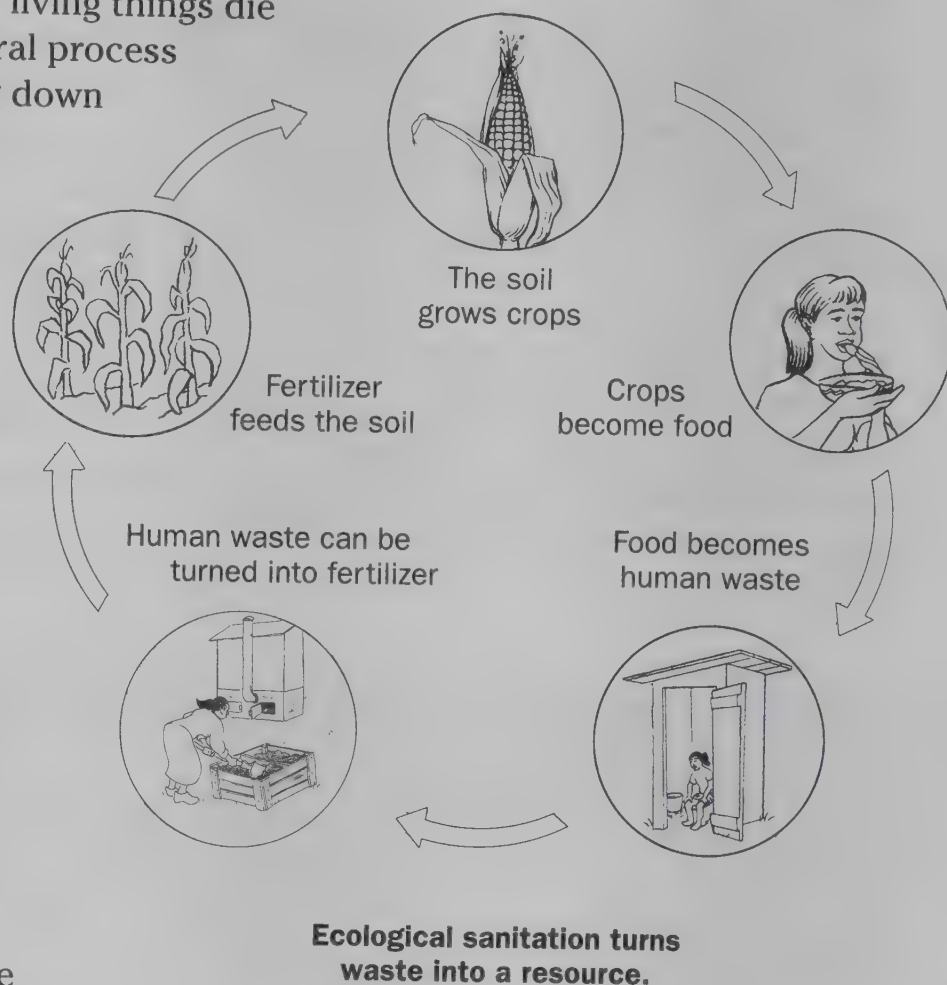 living things die
ral process
down
The soil
grows crops
Crops
become food
Food becomes
human waste
Human waste can be
turned into fertilizer
Fertilizer
feeds the soil
Ecological sanitation turns
waste into a resource.